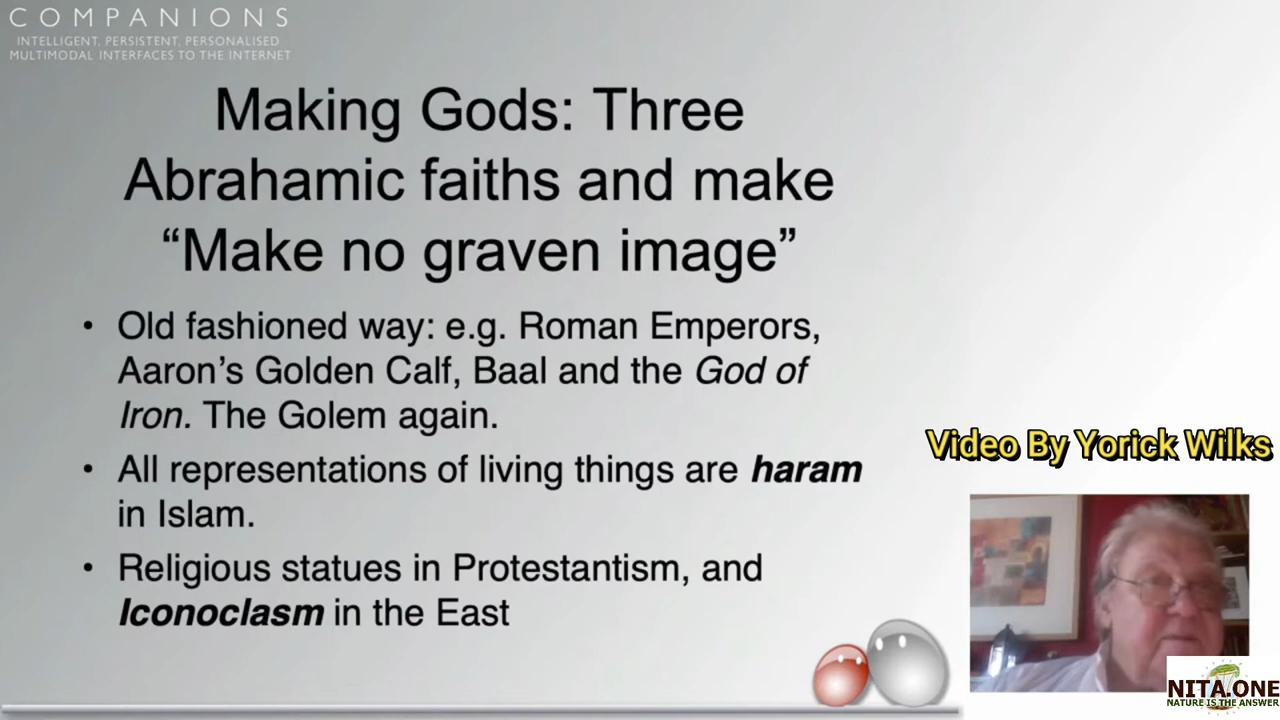 COMPANIONS
INTELLIGENT, PERSISTENT, PERSONALISED
MULTIMODAL INTERFACES TO THE INTERNET
Making Gods: Three
Abrahamic faiths and make
“Make no graven image”
• Old fashioned way: e.g. Roman Emperors,
Aaron’s Golden Calf, Baal and the God of
Iron. The Golem again.
• All representations of living things are haram
in Islam.
• Religious statues in Protestantism, and
Iconoclasm in the East
Video By Yorick Wilks
NITA.ONE
NATURE IS THE ANSWER